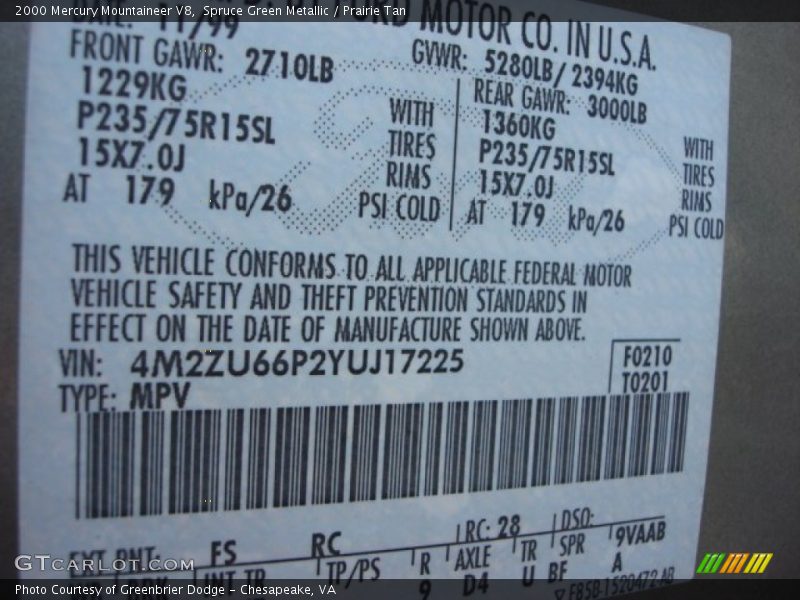 2000 Mercury Mountaineer V8, Spruce Green Metallic / Prairie Tan
11/99 MOTOR CO. IN U.S.A.
FRONT GAWR: 2710LB GVWR: 5280LB/2394KG
1229KG REAR GAWR: 3000LB
P235/75R15SL WITH 1360KG WITH
15X7.0J TIRES P235/75R15SL TIRES
RIMS 15X7.0J RIMS
AT 179 kPa/26 PSI COLD AT 179 kPa/26 PSI COLD
THIS VEHICLE CONFORMS TO ALL APPLICABLE FEDERAL MOTOR
VEHICLE SAFETY AND THEFT PREVENTION STANDARDS IN
EFFECT ON THE DATE OF MANUFACTURE SHOWN ABOVE.
VIN: 4M2ZU66P2YUJ17225 F0210
TYPE: MPV T0201
EXT PNT: FS RC RC: 28 DSO:
INT TR TP/PS R AXLE TR SPR 9VAAB
9 D4 U BF A
GTCarLot.com
Photo Courtesy of Greenbrier Dodge – Chesapeake, VA